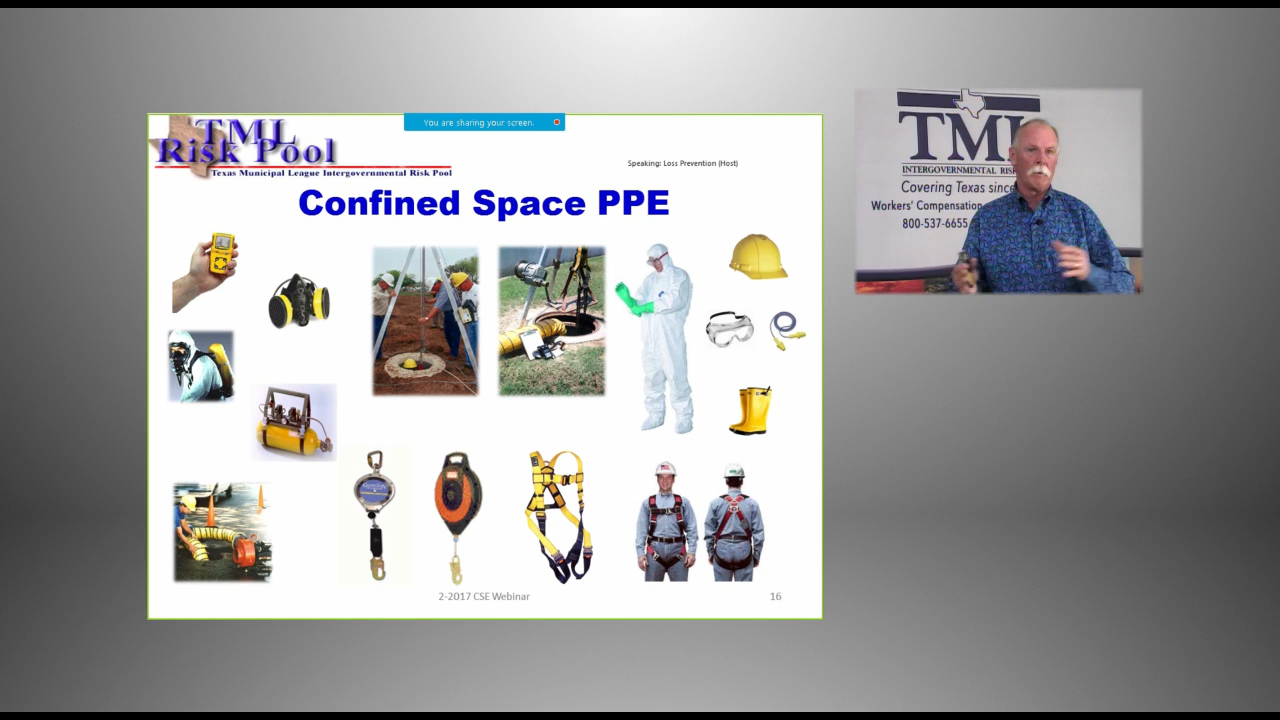 You are sharing your screen.
TML
Risk Pool
Texas Municipal League Intergovernmental Risk Pool
Speaking: Loss Prevention (Host)
Confined Space PPE
2-2017 CSE Webinar
16
TML
INTERGOVERNMENTAL RIS
Covering Texas since
Workers' Compensation
800-537-6655